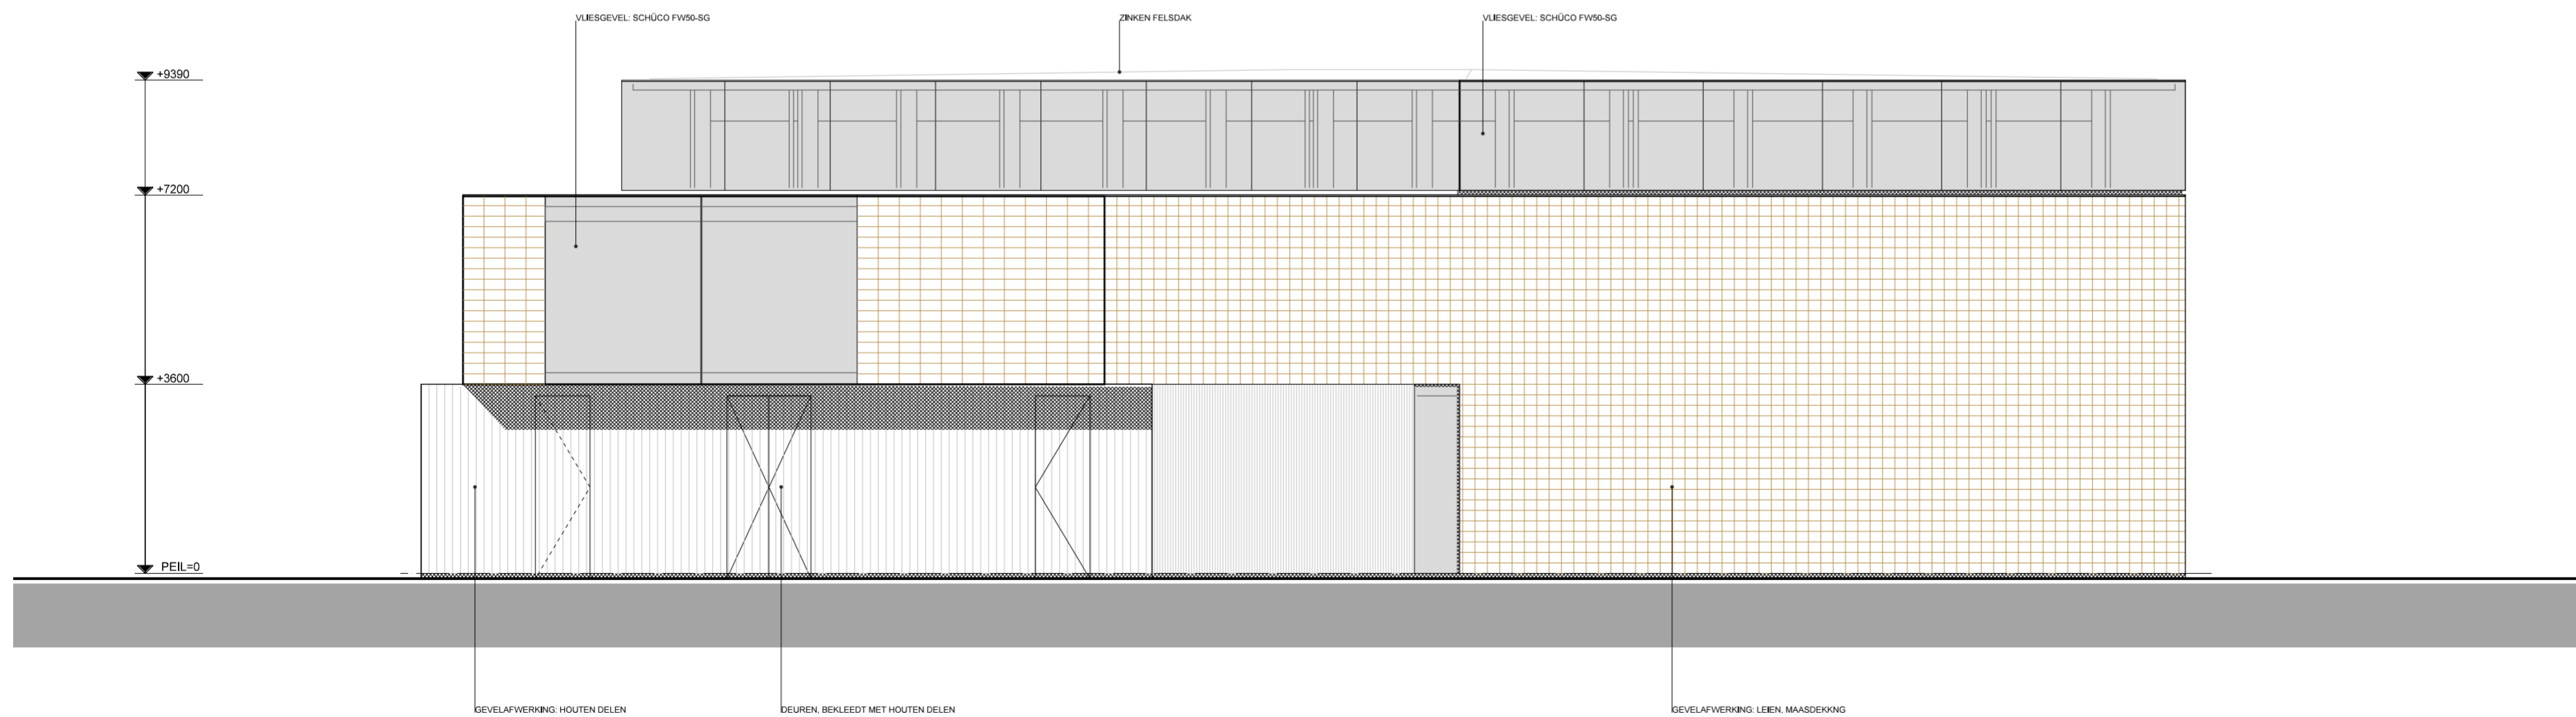 VLIESGEVEL: SCHÜCO FW50-SG
ZINKEN FELSDAK
VLIESGEVEL: SCHÜCO FW50-SG
+9390
+7200
+3600
PEIL=0
GEVELAFWERKING: HOUTEN DELEN
DEUREN, BEKLEEDT MET HOUTEN DELEN
GEVELAFWERKING: LEIEN, MAASDEKKNG